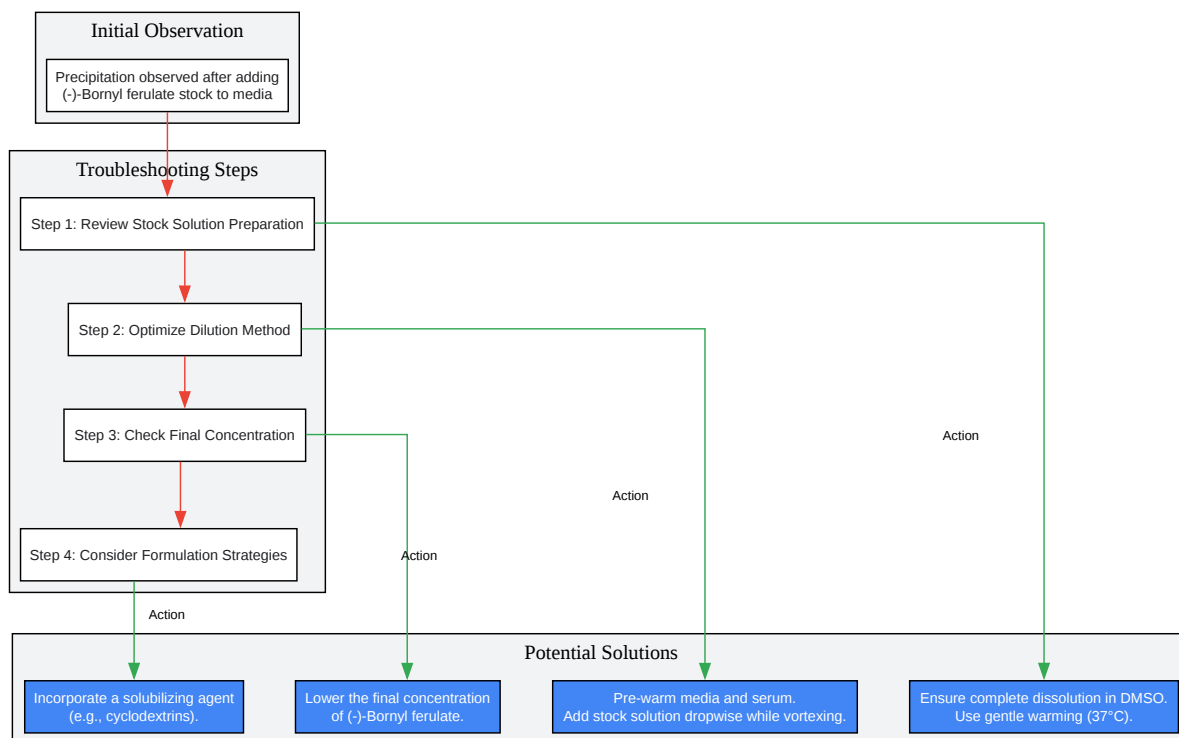 Initial Observation
Precipitation observed after adding
(-)-Bornyl ferulate stock to media
Troubleshooting Steps
Step 1: Review Stock Solution Preparation
Step 2: Optimize Dilution Method
Step 3: Check Final Concentration
Action
Action
Step 4: Consider Formulation Strategies
Action
Action
Potential Solutions
Incorporate a solubilizing agent
(e.g., cyclodextrins).
Lower the final concentration
of (-)-Bornyl ferulate.
Pre-warm media and serum.
Add stock solution dropwise while vortexing.
Ensure complete dissolution in DMSO.
Use gentle warming (37°C).